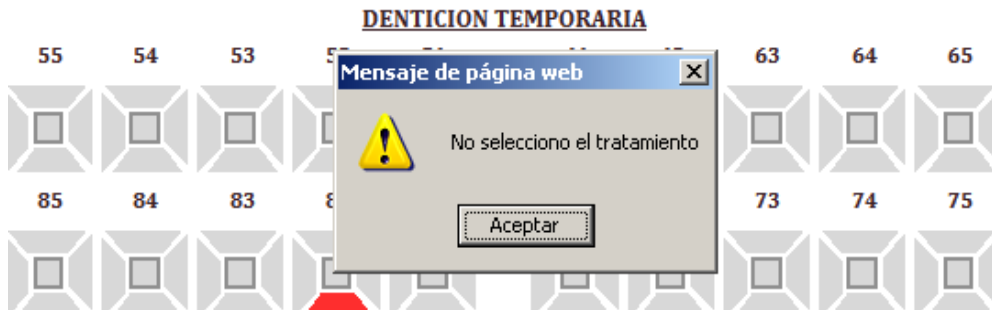 DENTICION TEMPORARIA
55 54 53 63 64 65
Mensaje de página web
No selecciono el tratamiento
Aceptar
85 84 83 73 74 75